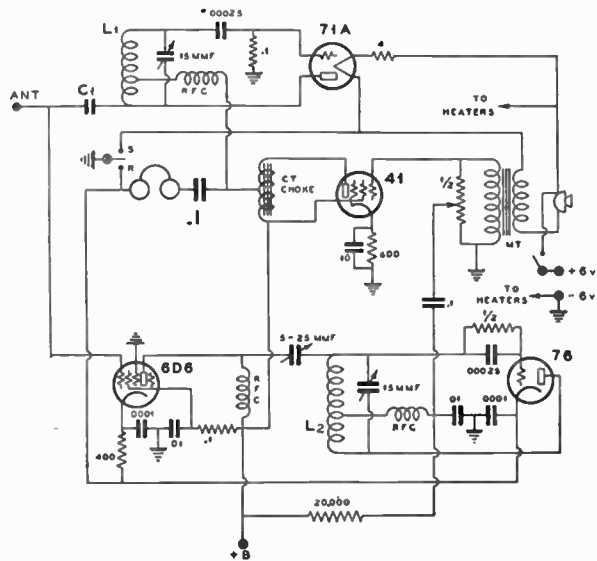 L1
.00025
71A
15 MMF
.1
4
RFC
ANT
C1
TO
HEATERS
S
R
.1
CT
CHOKE
41
1/2
MT
10
600
+6v
TO
HEATERS
-6v
.1
1/2
5-25 MMF
6D6
RFC
.00025
76
15MMF
.0001
.01
.1
L2
RFC
.01
.0001
400
20,000
+B